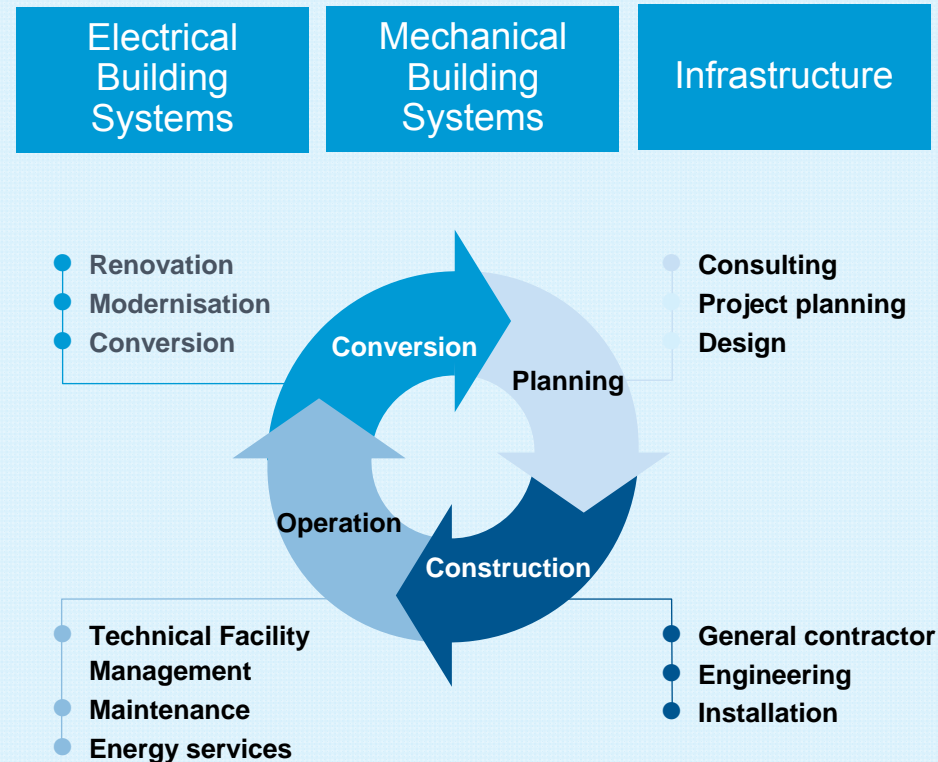 Electrical
Building
Systems
Mechanical
Building
Systems
Infrastructure
Renovation
Modernisation
Conversion
Consulting
Project planning
Design
Conversion
Planning
Operation
Construction
Technical Facility
Management
Maintenance
Energy services
General contractor
Engineering
Installation